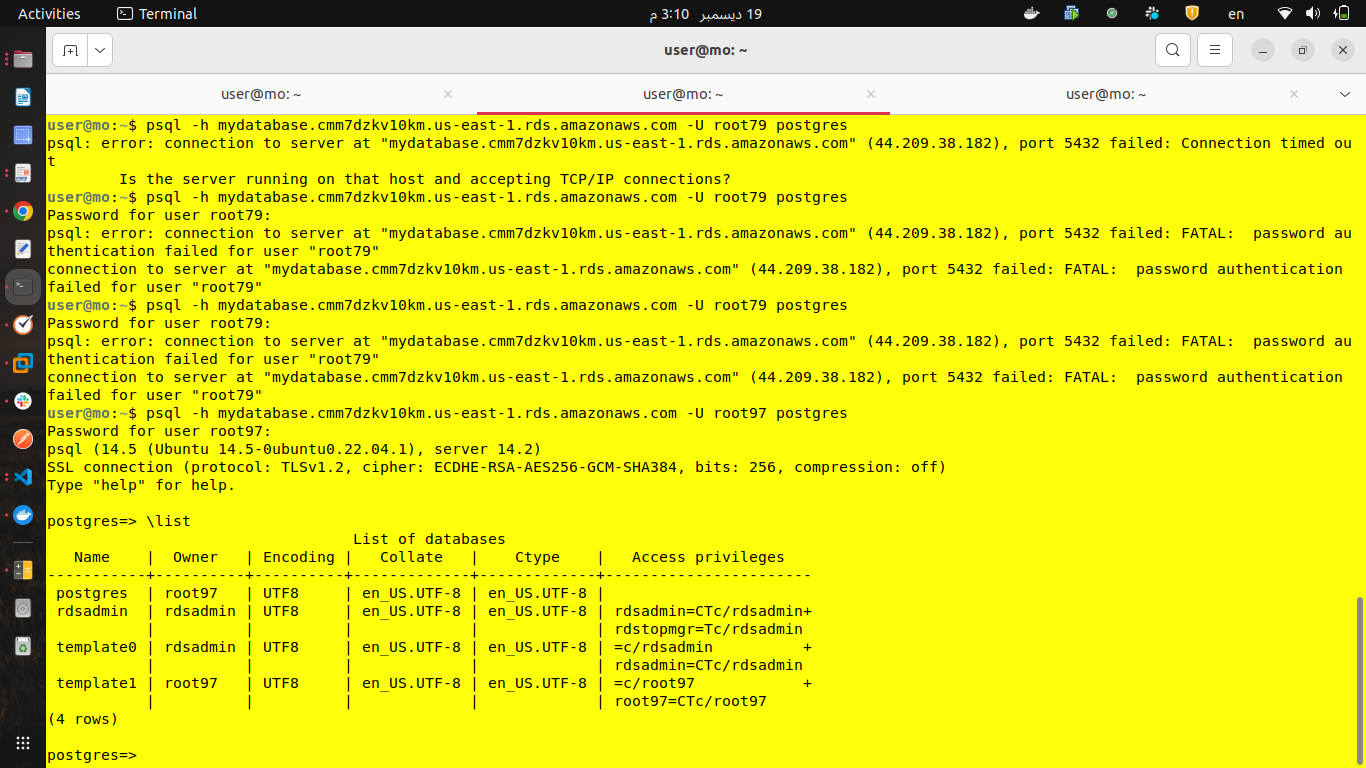 Activities
Terminal
19 ديسمبر 3:10 م
en
user@mo: ~
user@mo: ~
user@mo: ~
user@mo: ~
user@mo:~$ psql -h mydatabase.cmm7dzkv10km.us-east-1.rds.amazonaws.com -U root79 postgres
psql: error: connection to server at "mydatabase.cmm7dzkv10km.us-east-1.rds.amazonaws.com" (44.209.38.182), port 5432 failed: Connection timed ou
t
        Is the server running on that host and accepting TCP/IP connections?
user@mo:~$ psql -h mydatabase.cmm7dzkv10km.us-east-1.rds.amazonaws.com -U root79 postgres
Password for user root79:
psql: error: connection to server at "mydatabase.cmm7dzkv10km.us-east-1.rds.amazonaws.com" (44.209.38.182), port 5432 failed: FATAL:  password au
thentication failed for user "root79"
connection to server at "mydatabase.cmm7dzkv10km.us-east-1.rds.amazonaws.com" (44.209.38.182), port 5432 failed: FATAL:  password authentication
failed for user "root79"
user@mo:~$ psql -h mydatabase.cmm7dzkv10km.us-east-1.rds.amazonaws.com -U root79 postgres
Password for user root79:
psql: error: connection to server at "mydatabase.cmm7dzkv10km.us-east-1.rds.amazonaws.com" (44.209.38.182), port 5432 failed: FATAL:  password au
thentication failed for user "root79"
connection to server at "mydatabase.cmm7dzkv10km.us-east-1.rds.amazonaws.com" (44.209.38.182), port 5432 failed: FATAL:  password authentication
failed for user "root79"
user@mo:~$ psql -h mydatabase.cmm7dzkv10km.us-east-1.rds.amazonaws.com -U root97 postgres
Password for user root97:
psql (14.5 (Ubuntu 14.5-0ubuntu0.22.04.1), server 14.2)
SSL connection (protocol: TLSv1.2, cipher: ECDHE-RSA-AES256-GCM-SHA384, bits: 256, compression: off)
Type "help" for help.

postgres=> \list
                                  List of databases
   Name    |  Owner   | Encoding |   Collate   |    Ctype    |   Access privileges
-----------+----------+----------+-------------+-------------+-----------------------
 postgres  | root97   | UTF8     | en_US.UTF-8 | en_US.UTF-8 |
 rdsadmin  | rdsadmin | UTF8     | en_US.UTF-8 | en_US.UTF-8 | rdsadmin=CTc/rdsadmin+
           |          |          |             |             | rdstopmgr=Tc/rdsadmin
 template0 | rdsadmin | UTF8     | en_US.UTF-8 | en_US.UTF-8 | =c/rdsadmin          +
           |          |          |             |             | rdsadmin=CTc/rdsadmin
 template1 | root97   | UTF8     | en_US.UTF-8 | en_US.UTF-8 | =c/root97            +
           |          |          |             |             | root97=CTc/root97
(4 rows)

postgres=>